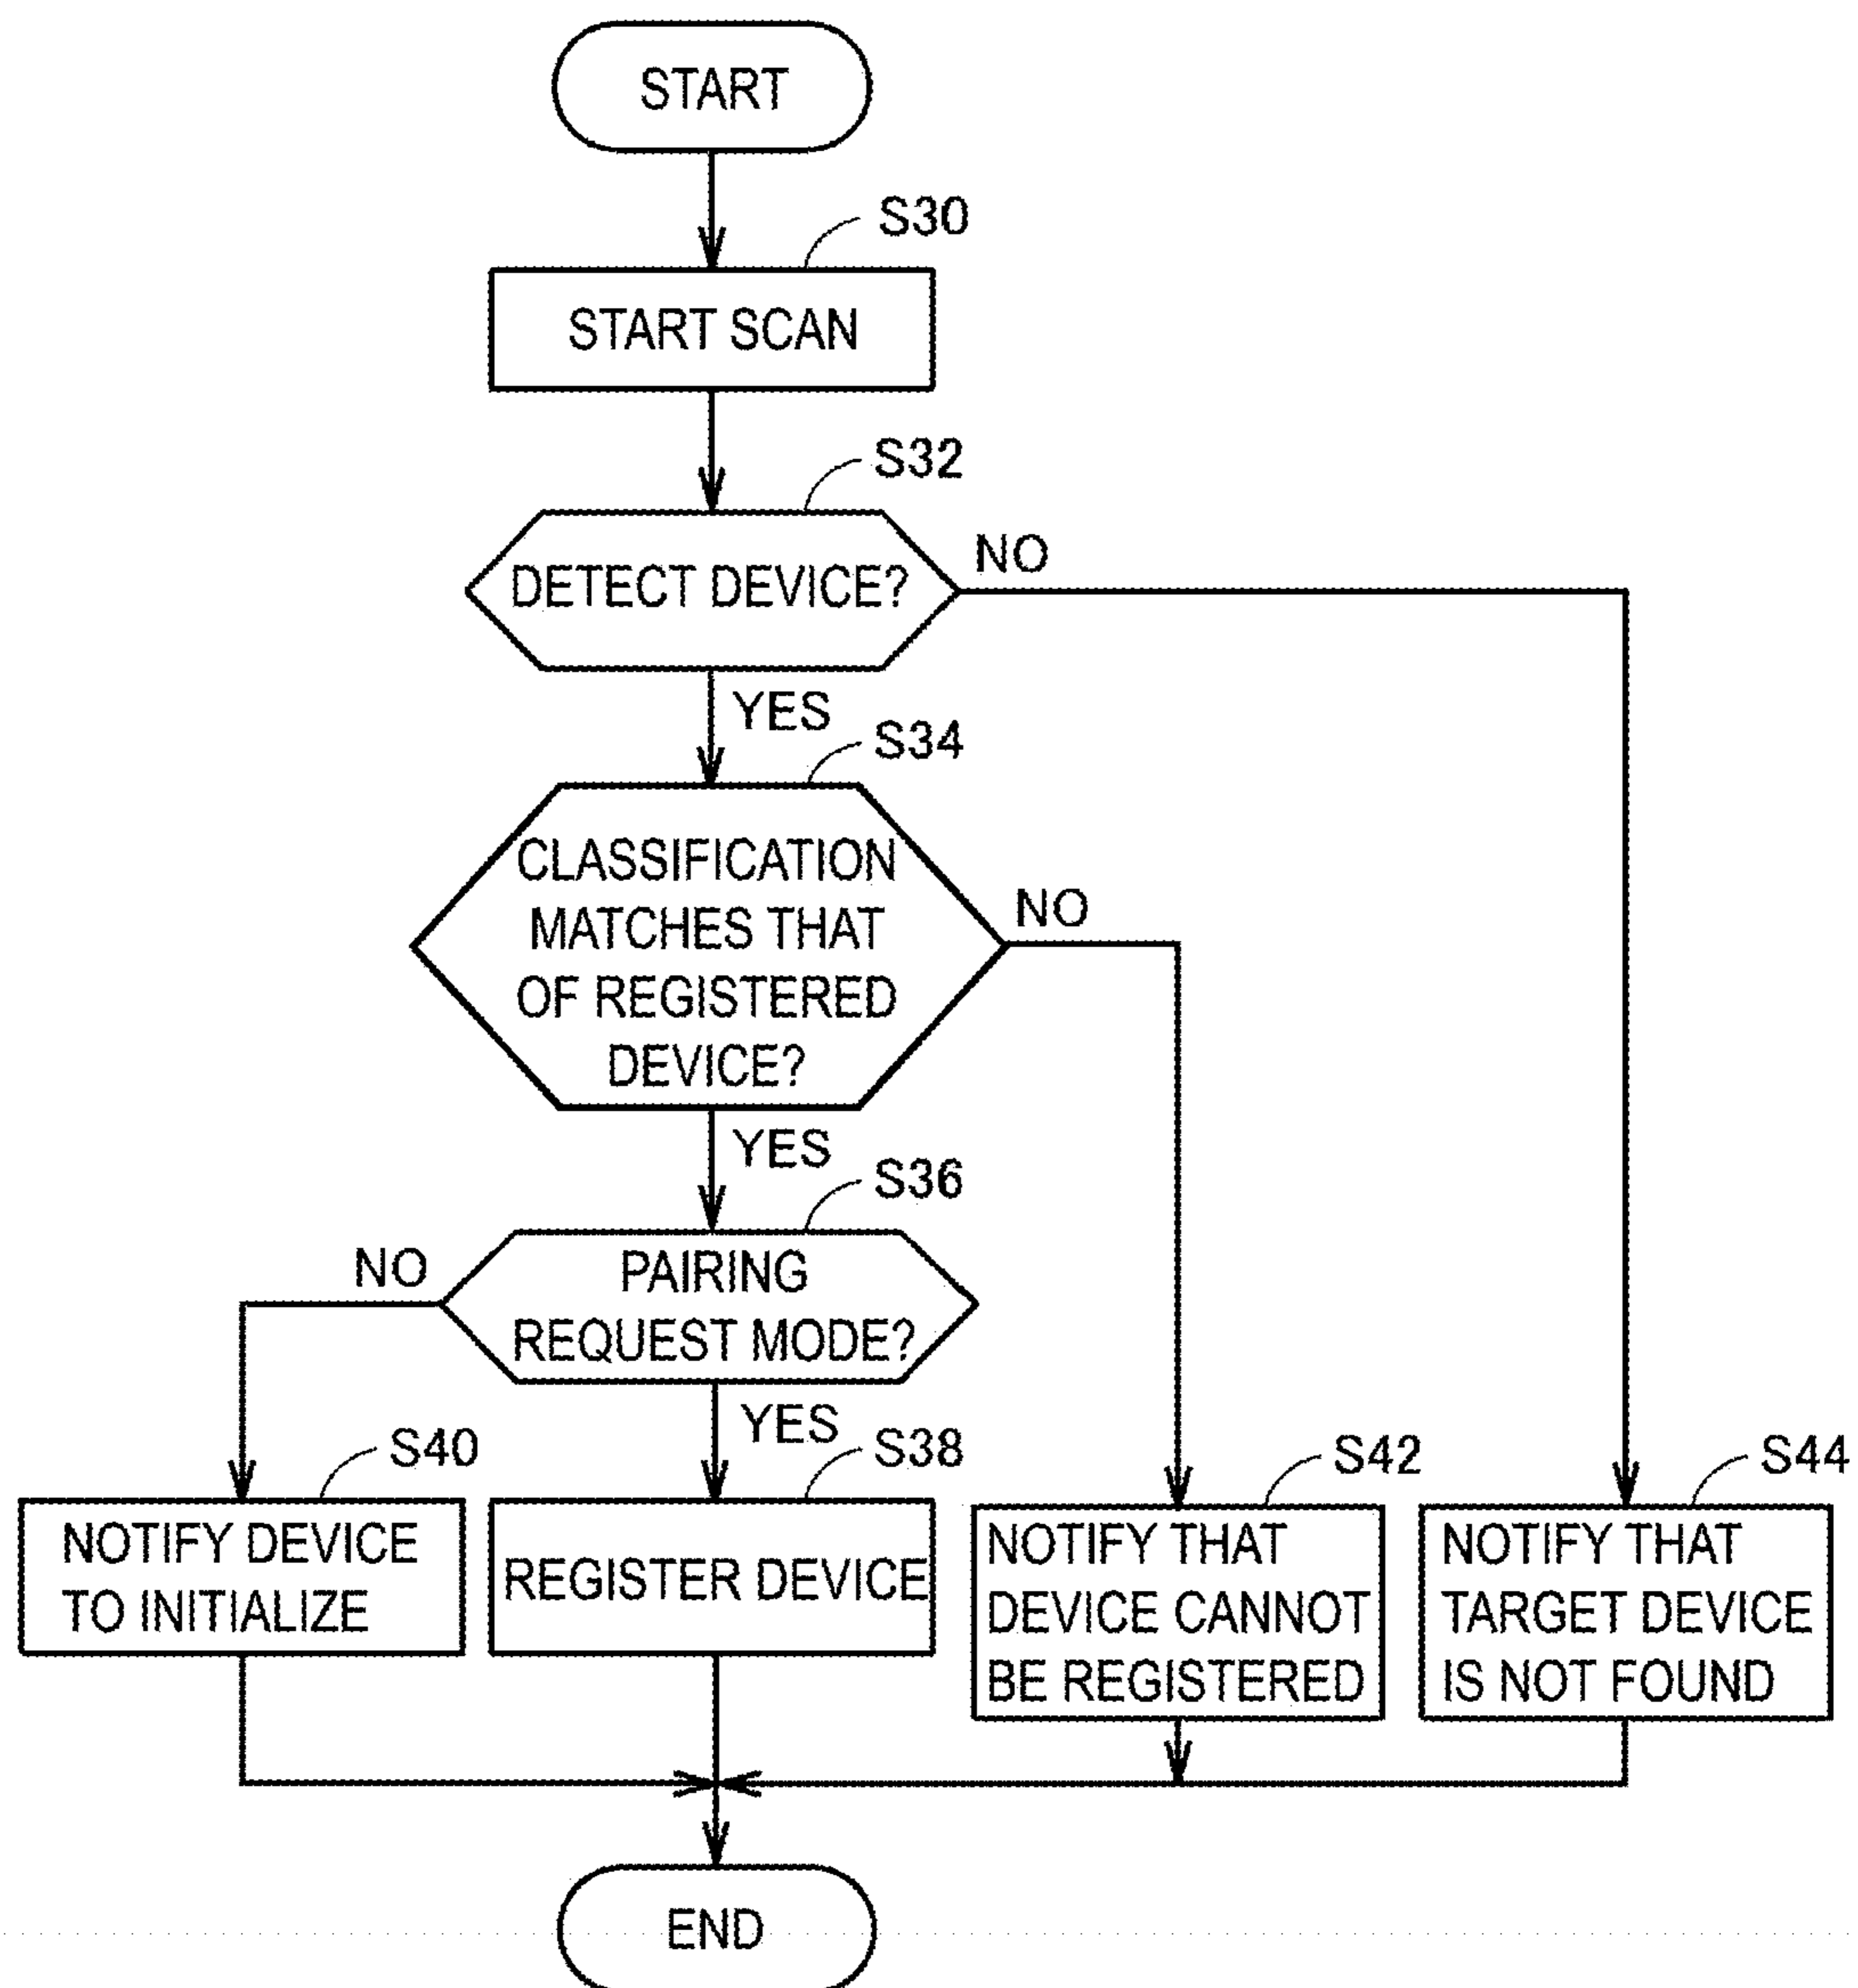 START
S30
START SCAN
S32
DETECT DEVICE?
NO
YES
S34
CLASSIFICATION
MATCHES THAT
OF REGISTERED
DEVICE?
NO
YES
S36
NO
PAIRING
REQUEST MODE?
YES
S40
NOTIFY DEVICE
TO INITIALIZE
S38
REGISTER DEVICE
S42
NOTIFY THAT
DEVICE CANNOT
BE REGISTERED
S44
NOTIFY THAT
TARGET DEVICE
IS NOT FOUND
END